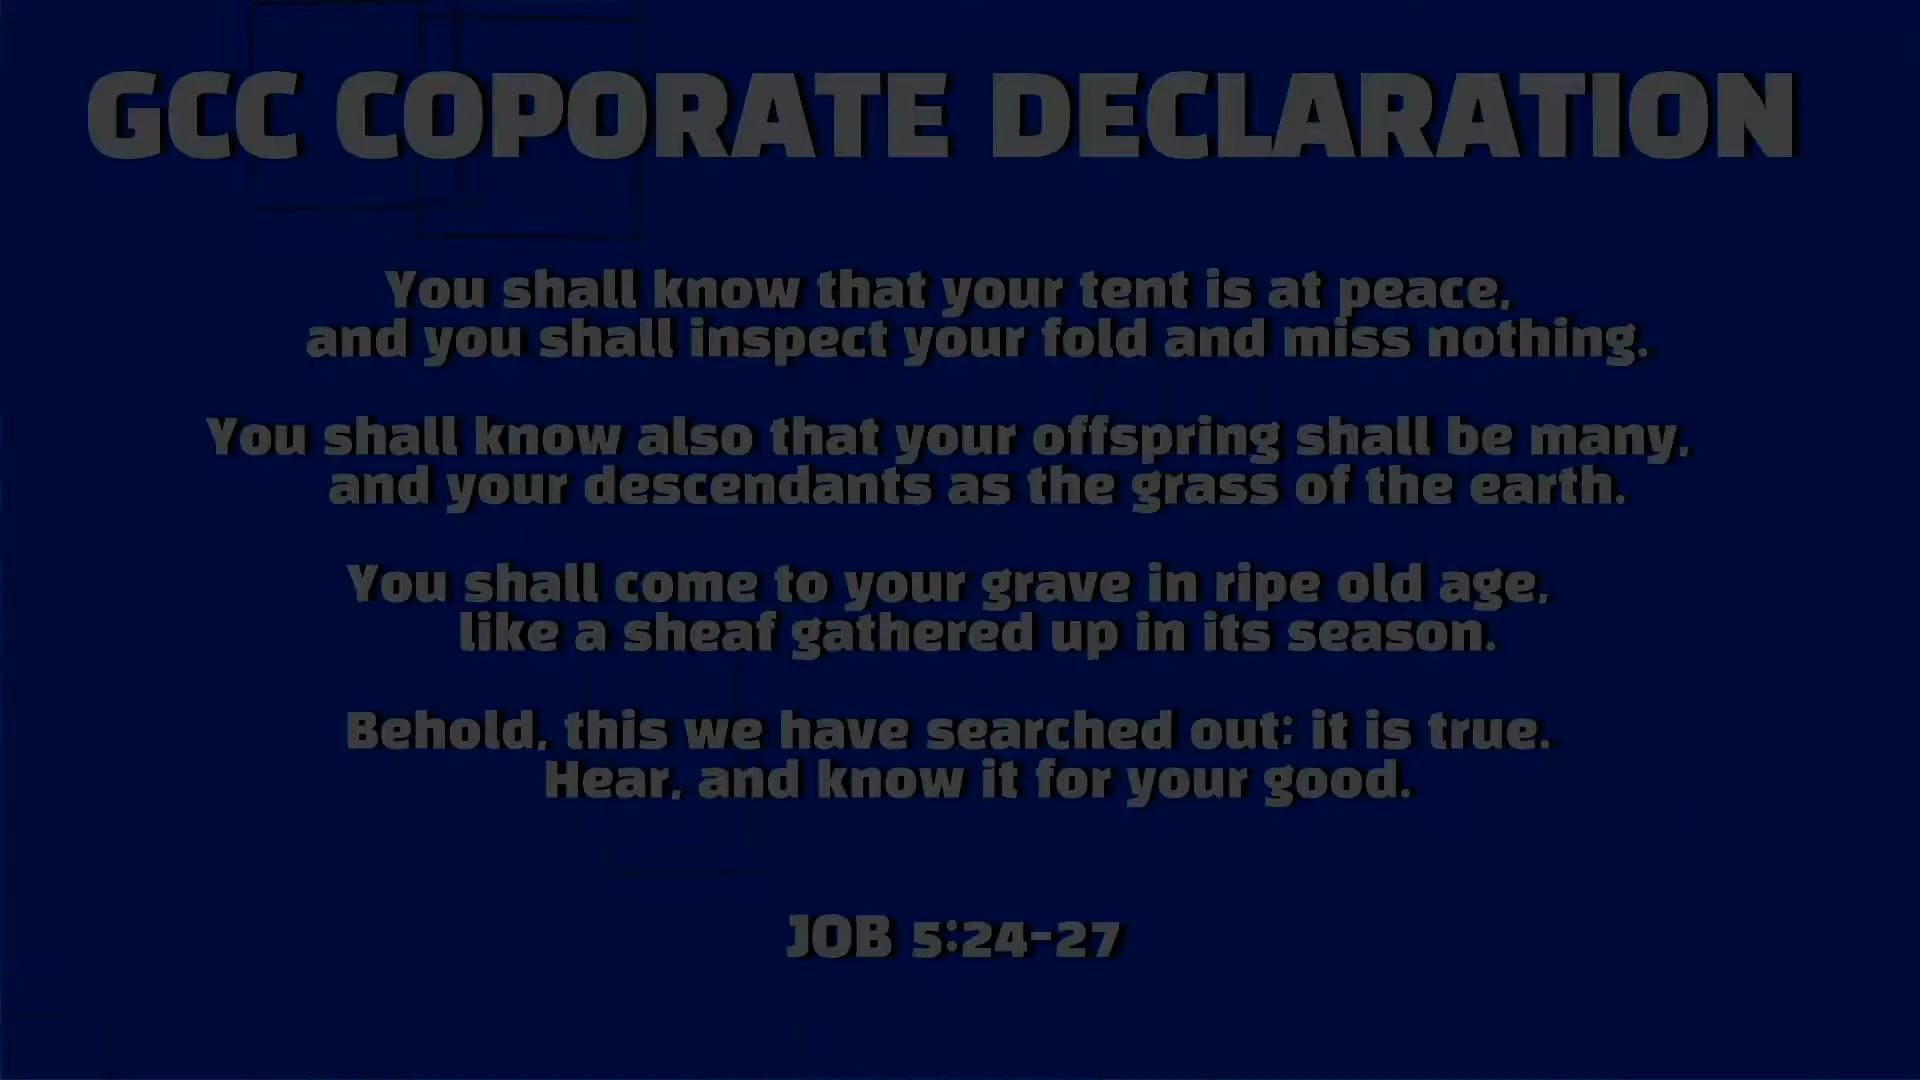 GCC COPORATE DECLARATION
You shall know that your tent is at peace,
and you shall inspect your fold and miss nothing.
You shall know also that your offspring shall be many,
and your descendants as the grass of the earth.
You shall come to your grave in ripe old age,
like a sheaf gathered up in its season.
Behold, this we have searched out; it is true.
Hear, and know it for your good.
JOB 5:24-27